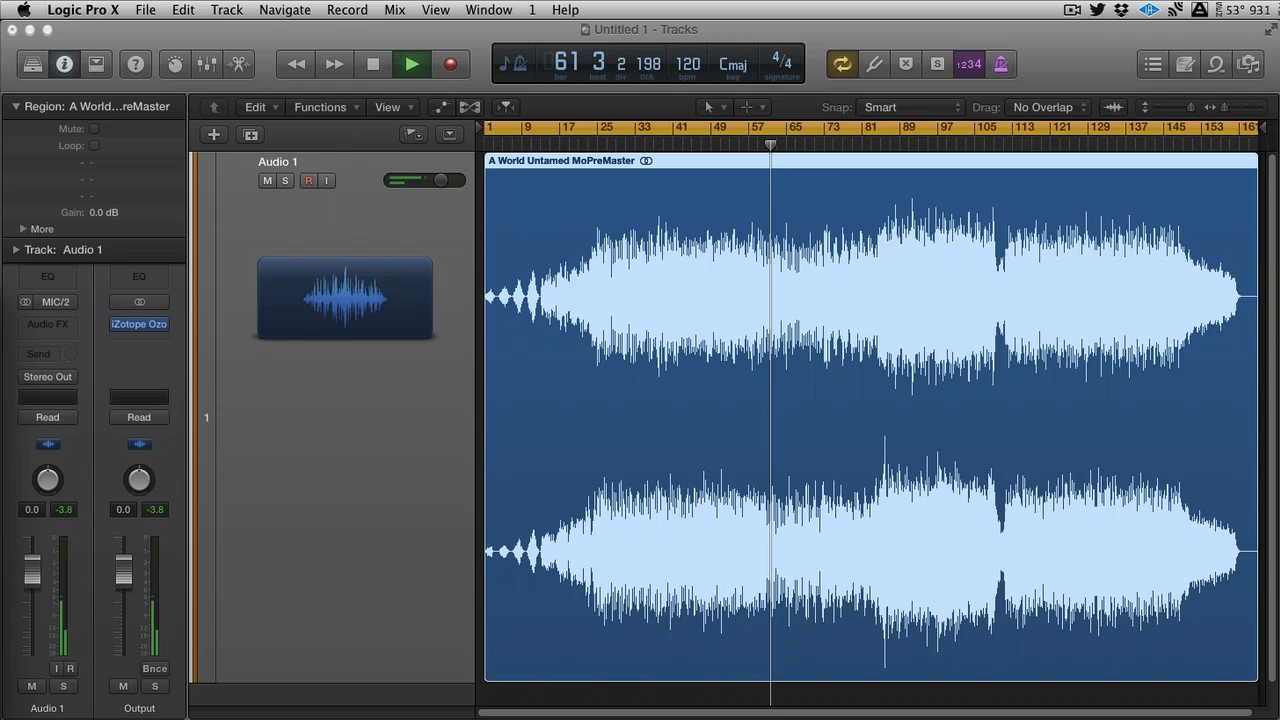 Logic Pro X File Edit Track Navigate Record Mix View Window 1 Help 53° 931
Untitled 1 - Tracks
61 3 2 198 120 Cmaj 4/4
bar beat div tick bpm key signature
1234
Region: A World...reMaster
Edit Functions View Snap: Smart Drag: No Overlap
Mute:
Loop:
- -
- -
- -
Gain: 0.0 dB
More
Track: Audio 1
1 9 17 25 33 41 49 57 65 73 81 89 97 105 113 121 129 137 145 153 161
Audio 1
M S R I
A World Untamed MoPreMaster
EQ EQ
MIC/2
Audio FX iZotope Ozo
Send
Stereo Out
Read Read
1
0.0 -3.8 0.0 -3.8
I R Bnce
M S M S
Audio 1 Output